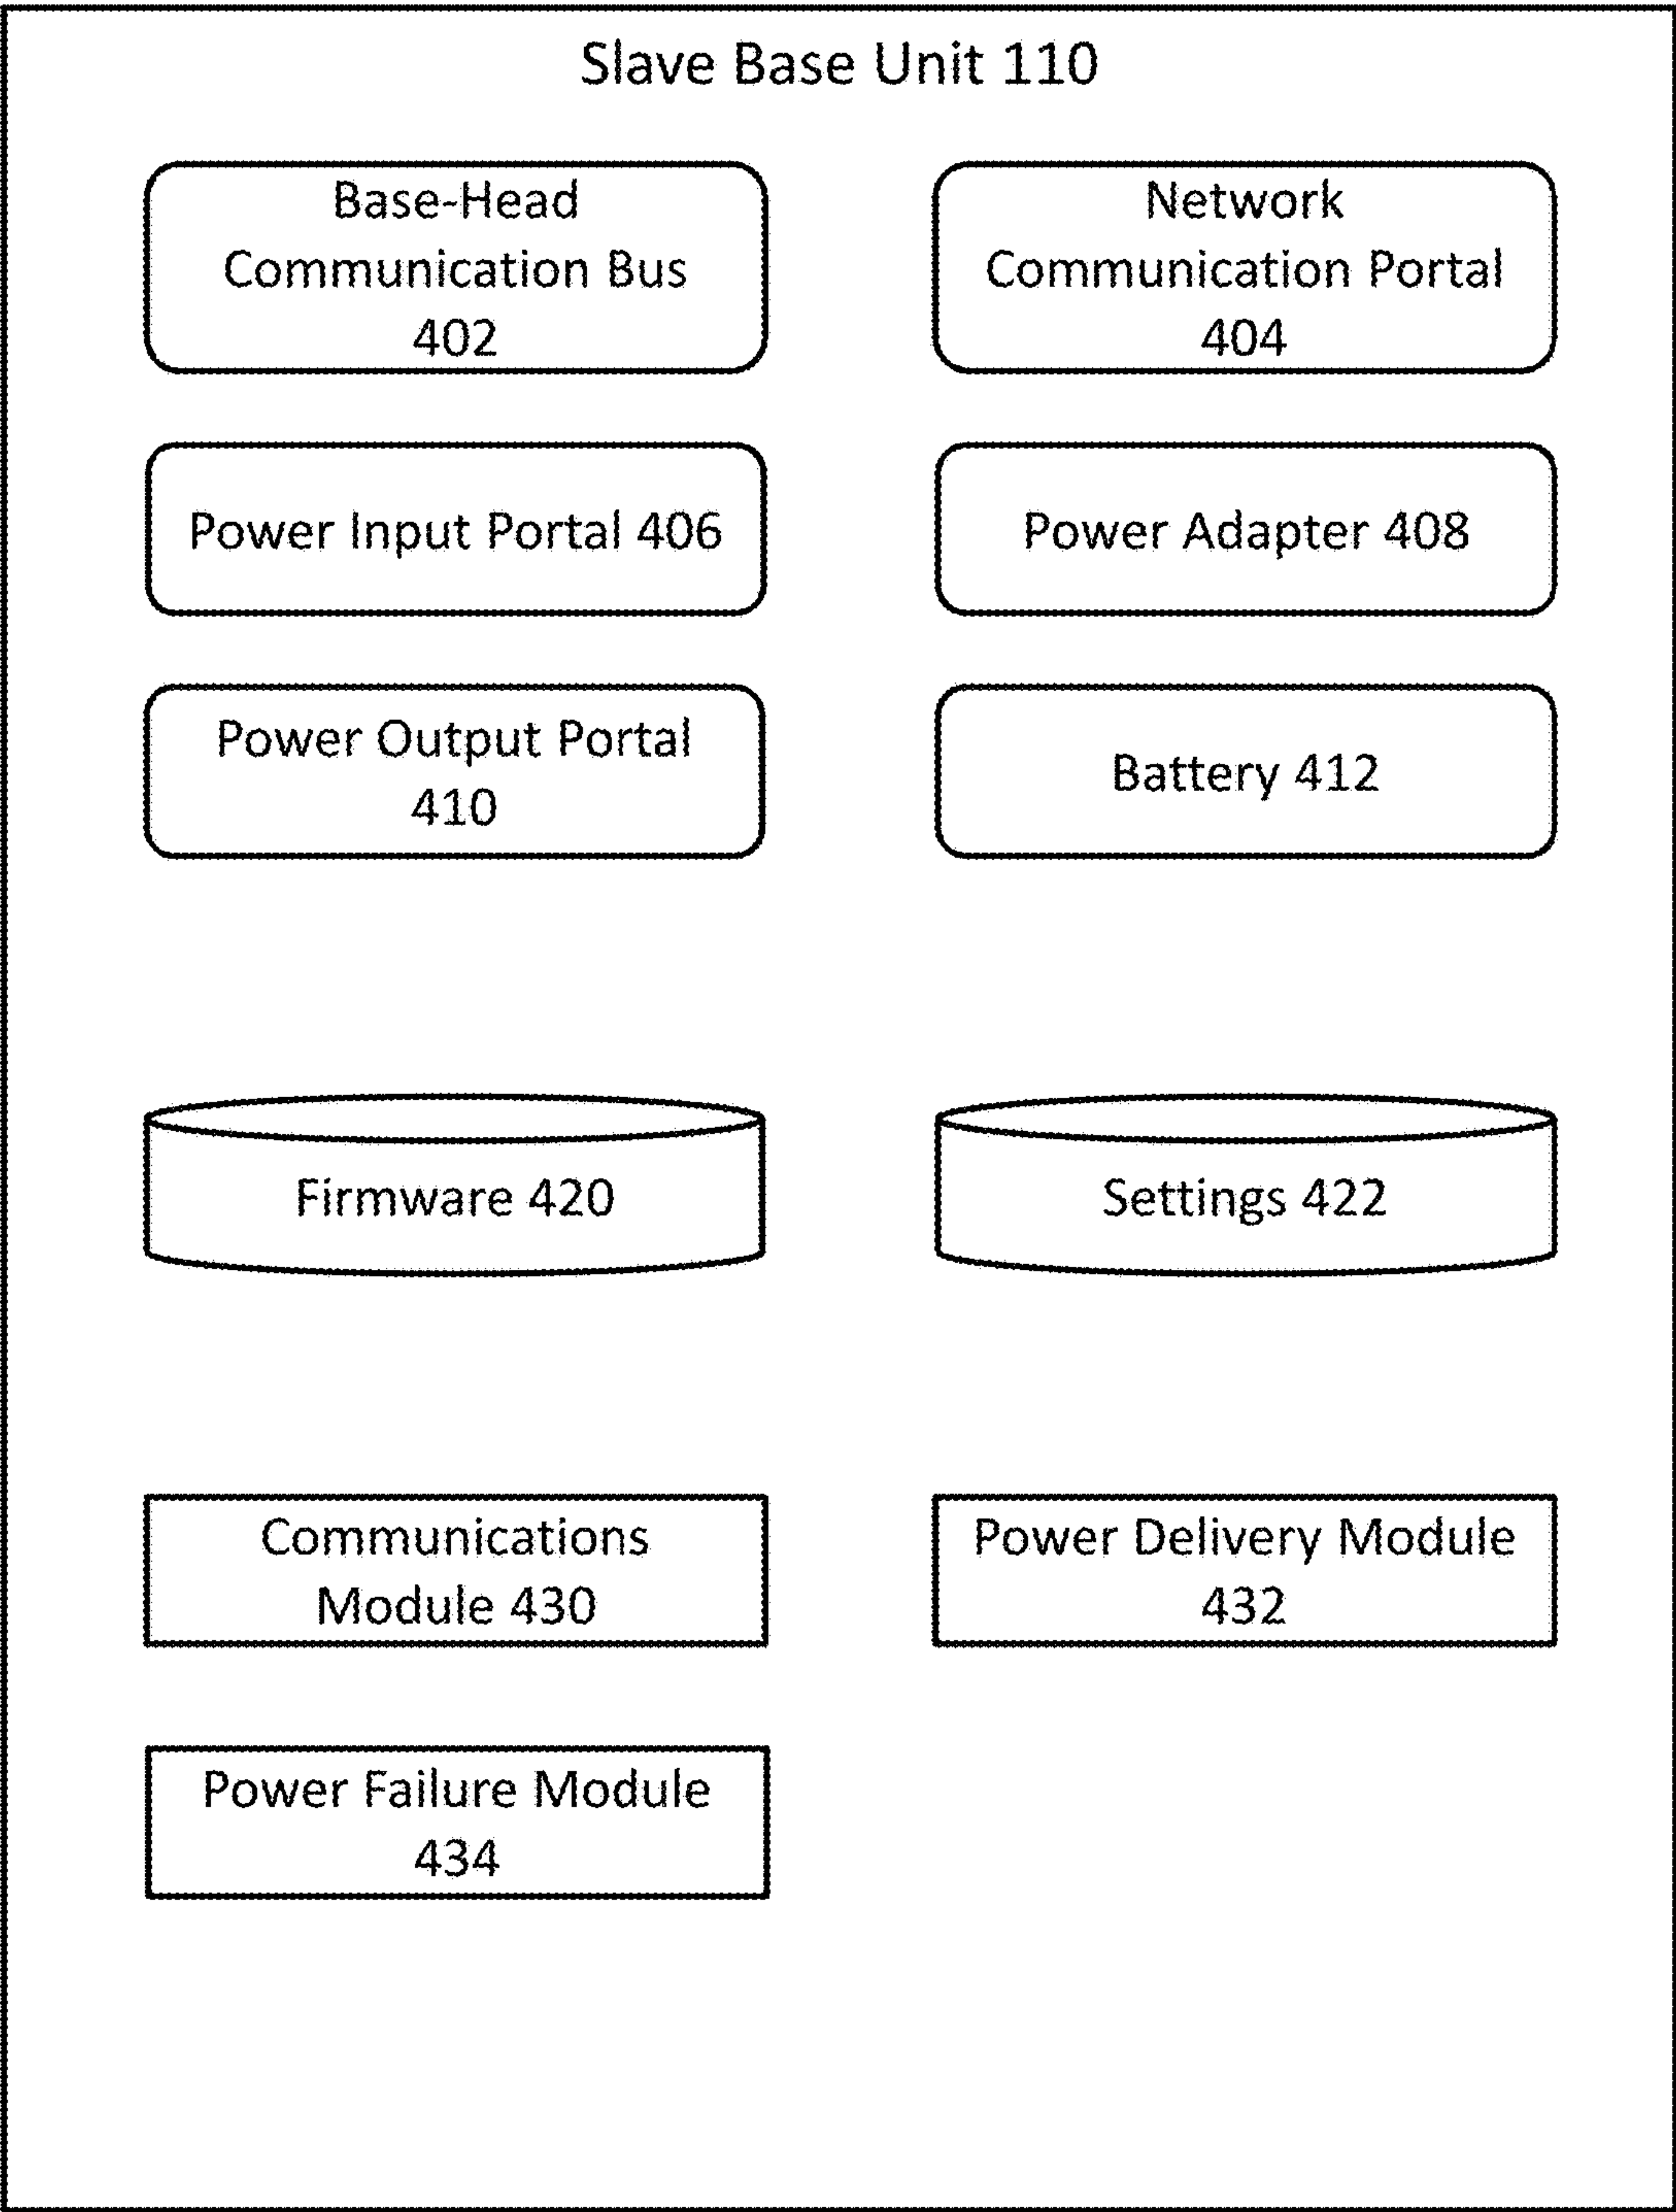 Slave Base Unit 110
Base-Head
Communication Bus
402
Network
Communication Portal
404
Power Input Portal 406
Power Adapter 408
Power Output Portal
410
Battery 412
Firmware 420
Settings 422
Communications
Module 430
Power Delivery Module
432
Power Failure Module
434